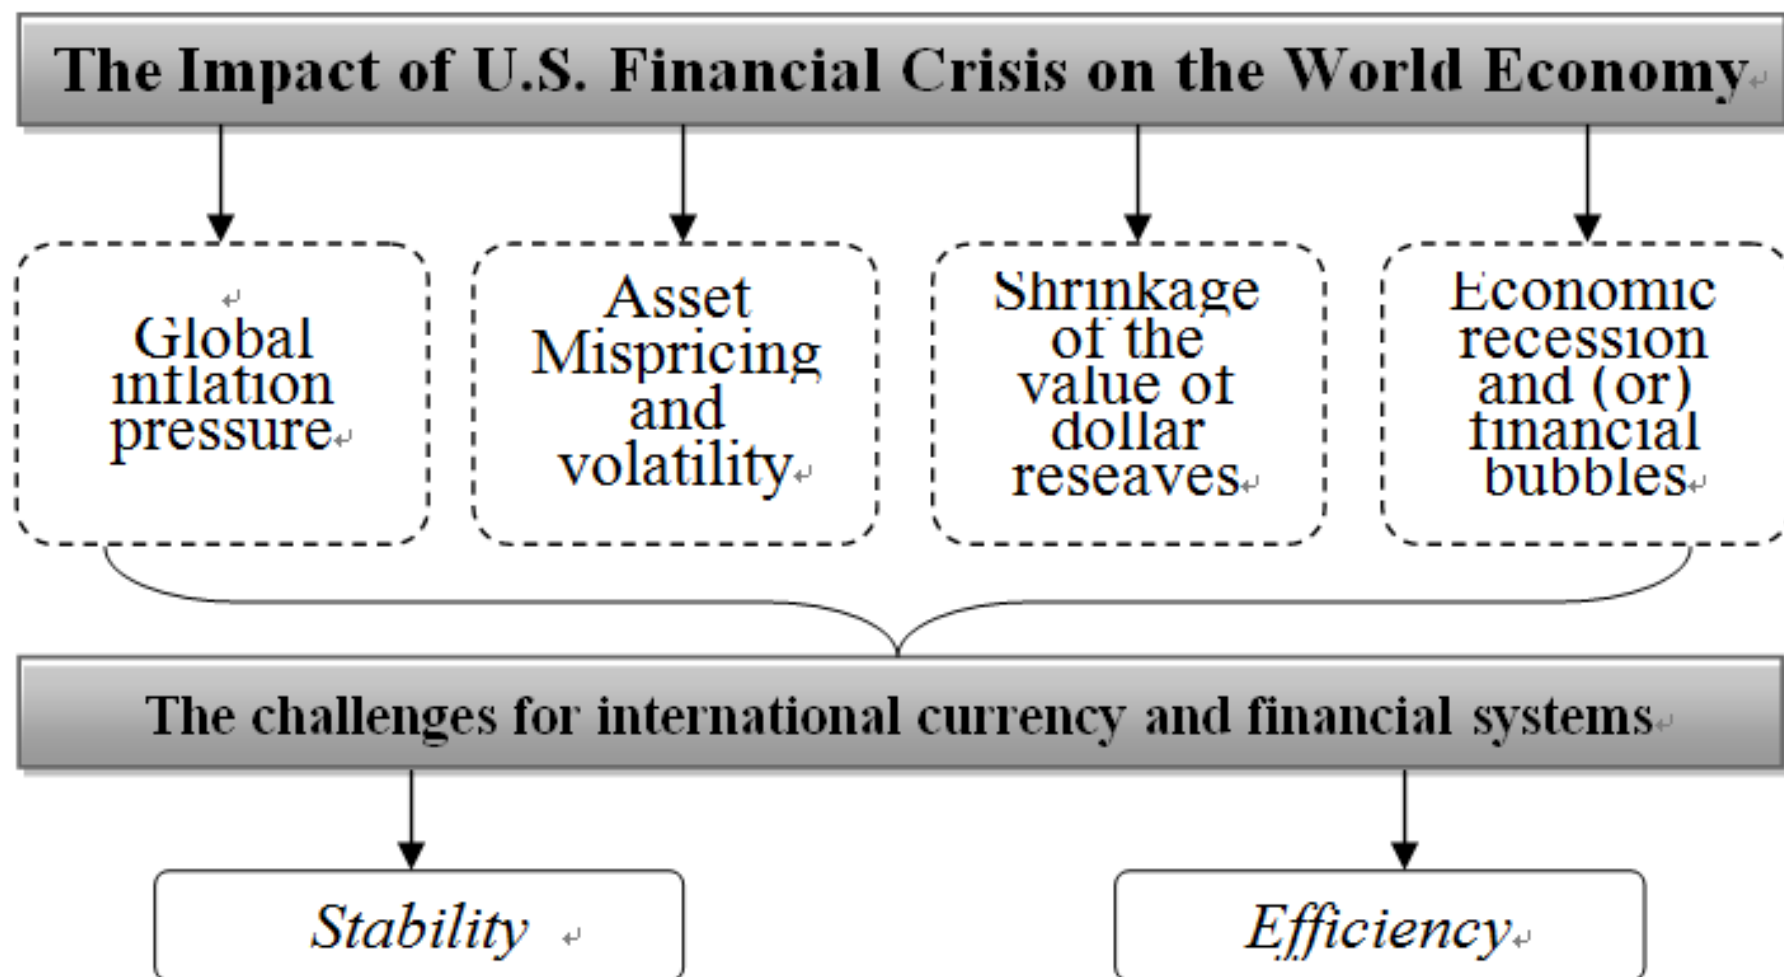 The Impact of U.S. Financial Crisis on the World Economy
Global
inflation
pressure
Asset
Mispricing
and
volatility
Shrinkage
of the
value of
dollar
reseaves
Economic
recession
and (or)
financial
bubbles
The challenges for international currency and financial systems
Stability
Efficiency